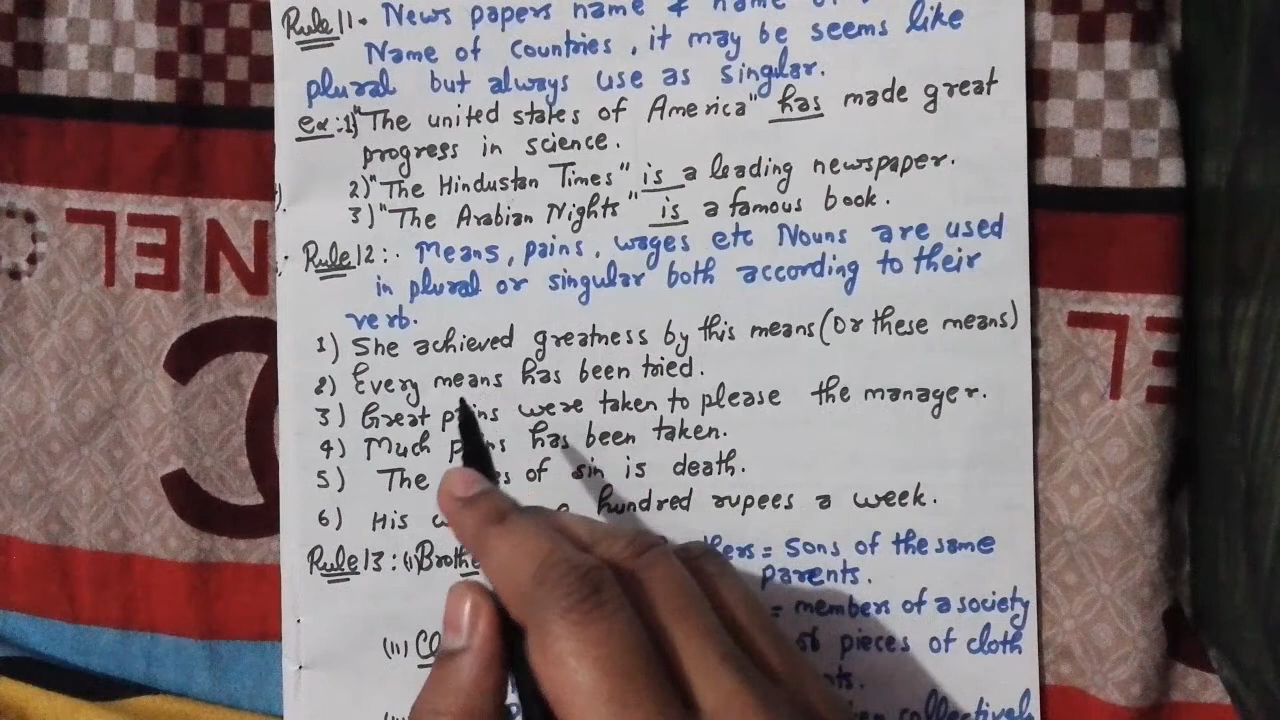 Rule 11. News papers name & name of
Name of Countries, it may be seems like
plural but always use as singular.
ex:-1) "The united states of America" has made great
progress in science.
2) "The Hindustan Times" is a leading newspaper.
3) "The Arabian Nights" is a famous book.
Rule 12:. Means, pains, wages etc Nouns are used
in plural or singular both according to their
verb.
1) She achieved greatness by this means (or these means)
2) Every means has been tried.
3) Great pains were taken to please the manager.
4) Much pains has been taken.
5) The of sin is death.
6) His hundred rupees a week.
Rule 13: (i) = sons of the same
parents.
= members of a society
(ii) of pieces of cloth
collectively